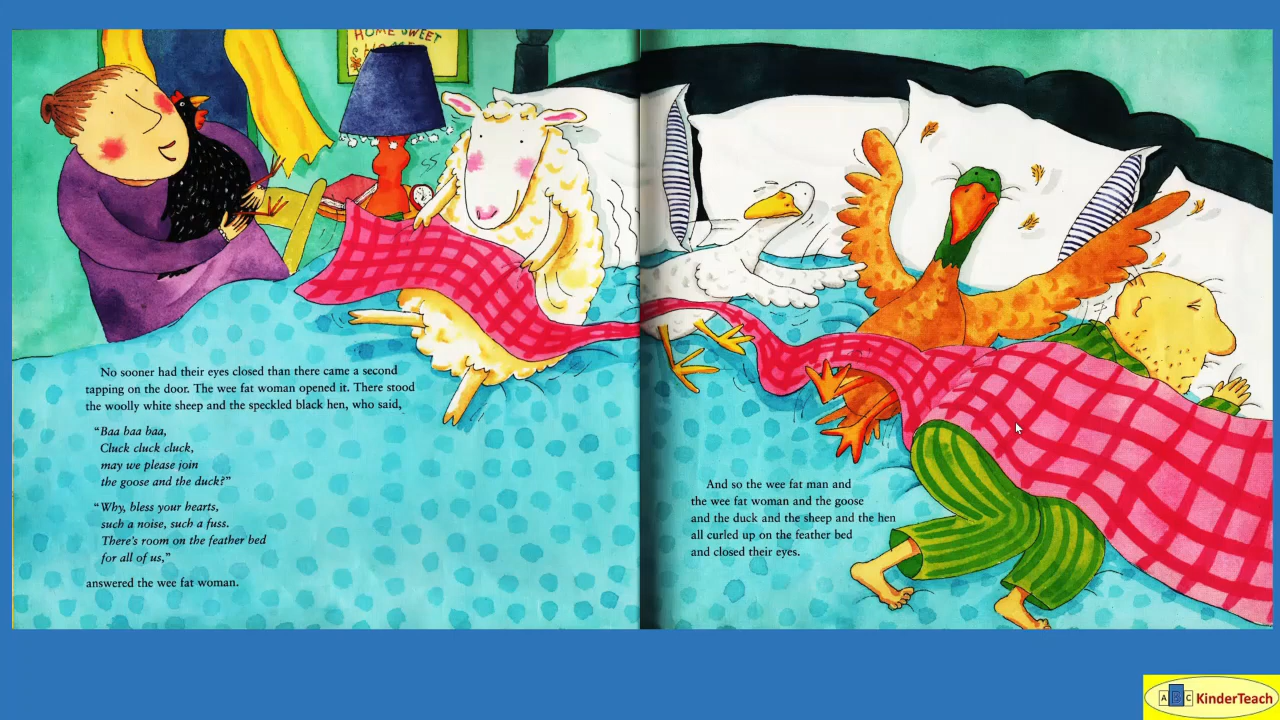 HOME SWEET
HOME
No sooner had their eyes closed than there came a second
tapping on the door. The wee fat woman opened it. There stood
the woolly white sheep and the speckled black hen, who said,
“Baa baa baa,
Cluck cluck cluck,
may we please join
the goose and the duck?”
“Why, bless your hearts,
such a noise, such a fuss.
There’s room on the feather bed
for all of us,”
answered the wee fat woman.
And so the wee fat man and
the wee fat woman and the goose
and the duck and the sheep and the hen
all curled up on the feather bed
and closed their eyes.
ABC KinderTeach